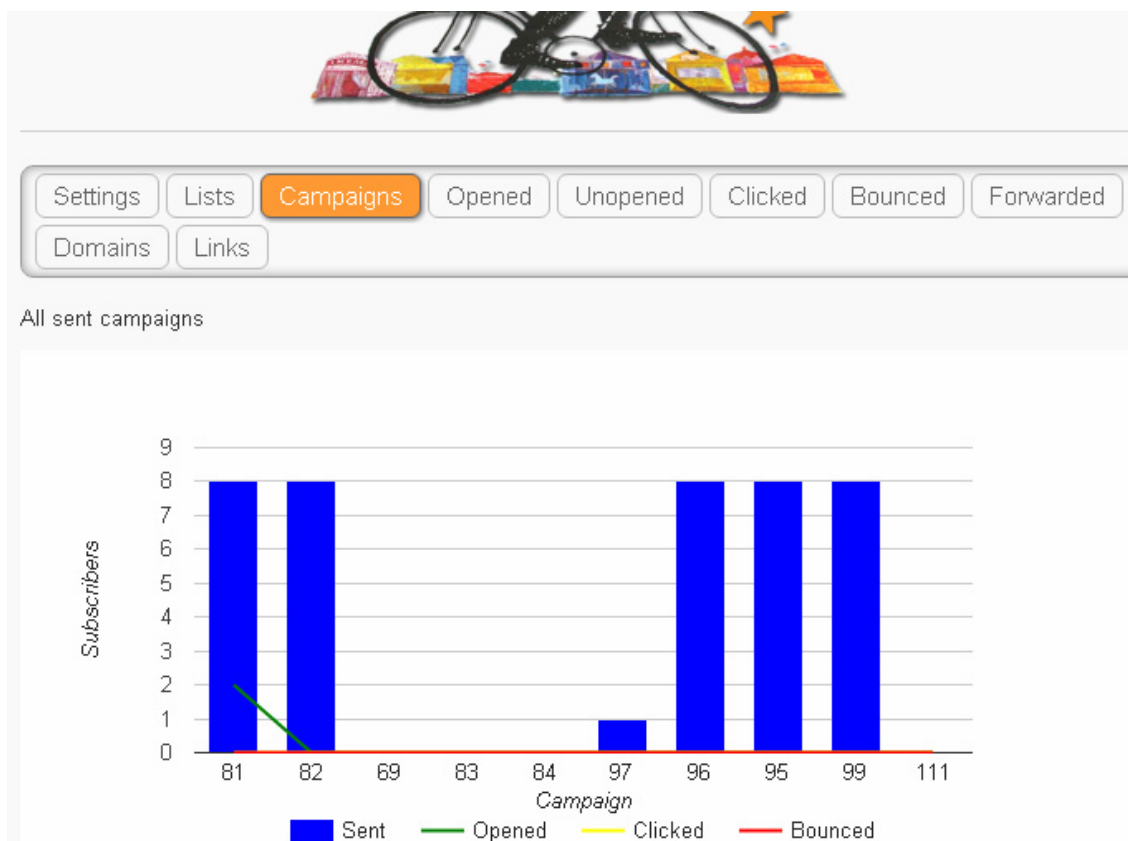 Settings Lists Campaigns Opened Unopened Clicked Bounced Forwarded
Domains Links
All sent campaigns
9
8
7
6
5
4
3
2
1
0
Subscribers
81 82 69 83 84 97 96 95 99 111
Campaign
Sent Opened Clicked Bounced